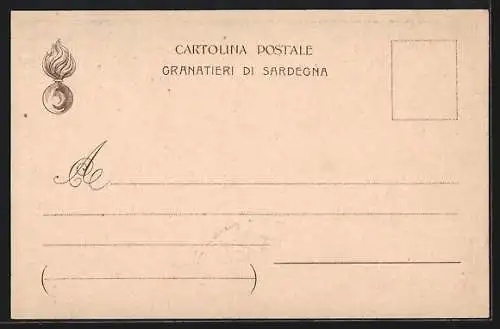 CARTOLINA POSTALE
GRANATIERI DI SARDEGNA
A
( )